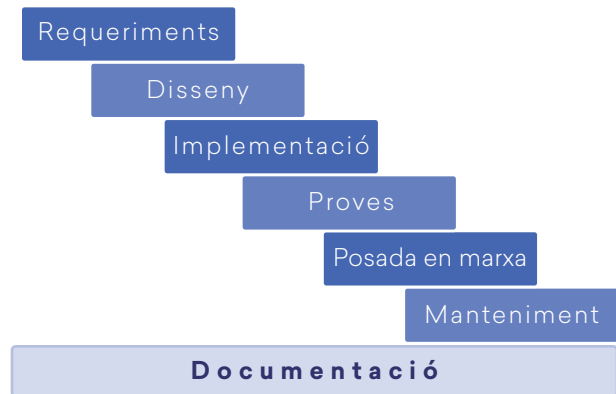 Requeriments
Disseny
Implementació
Proves
Posada en marxa
Manteniment
Documentació